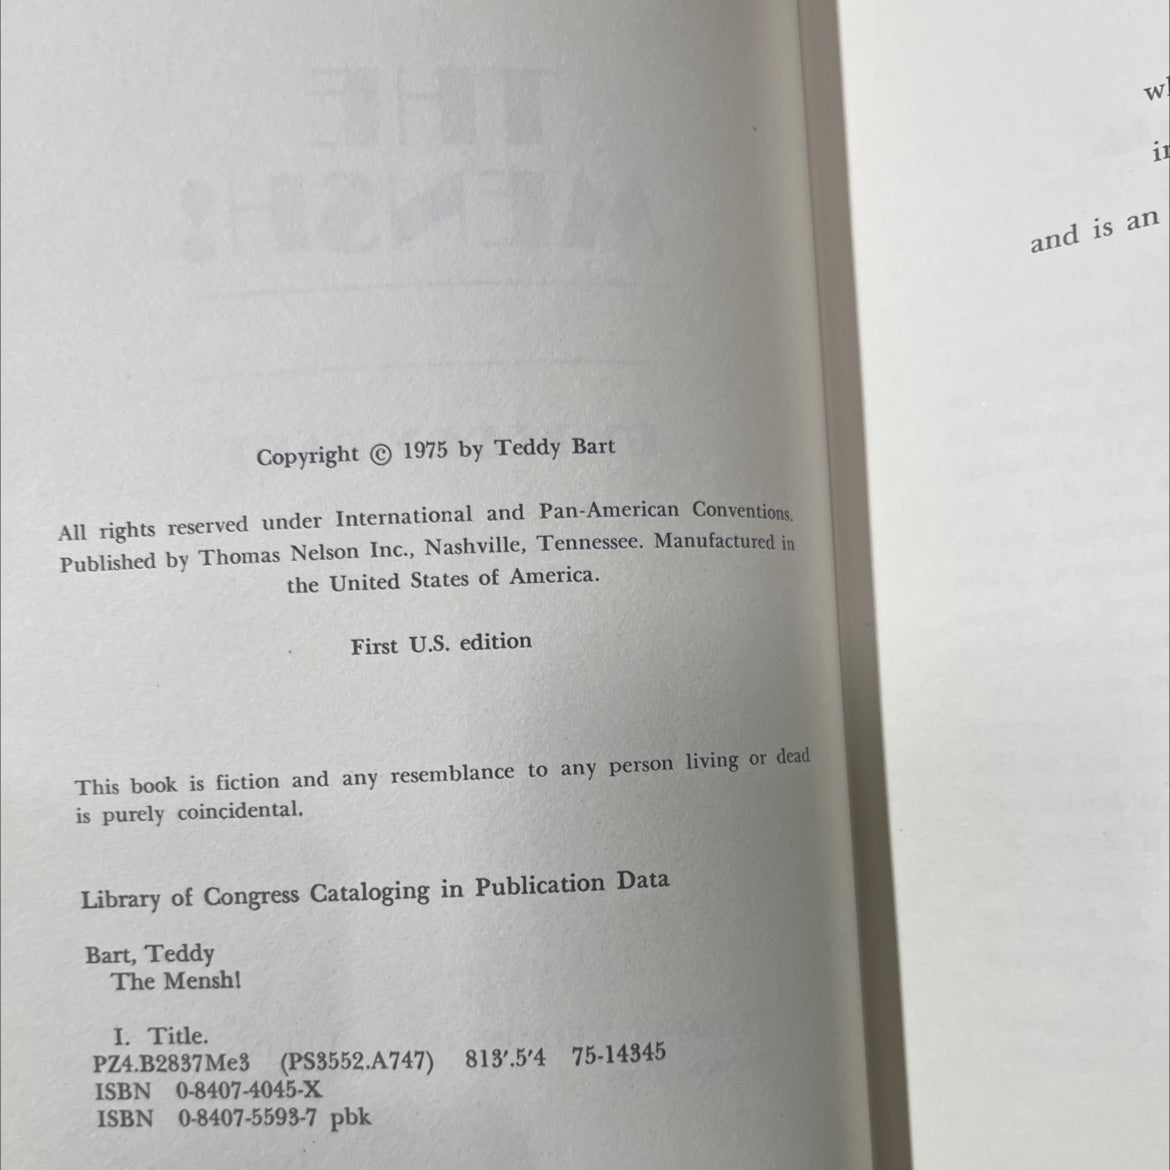 THE
MENSH!
Copyright © 1975 by Teddy Bart
All rights reserved under International and Pan-American Conventions.
Published by Thomas Nelson Inc., Nashville, Tennessee. Manufactured in
the United States of America.
First U.S. edition
This book is fiction and any resemblance to any person living or dead
is purely coincidental.
Library of Congress Cataloging in Publication Data
Bart, Teddy
The Mensh!
I. Title.
PZ4.B2837Me3 (PS3552.A747) 813'.5'4 75-14345
ISBN 0-8407-4045-X
ISBN 0-8407-5593-7 pbk
and is an